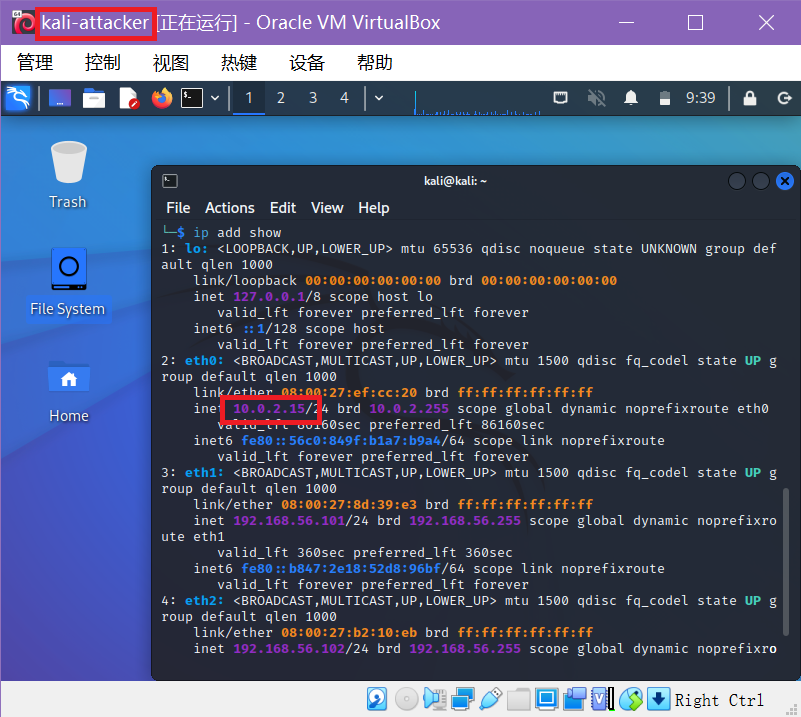 kali-attacker [正在运行] - Oracle VM VirtualBox
管理 控制 视图 热键 设备 帮助
1 2 3 4 9:39
Trash
File System
Home
kali@kali: ~
File Actions Edit View Help
└─$ ip add show
1: lo: <LOOPBACK,UP,LOWER_UP> mtu 65536 qdisc noqueue state UNKNOWN group def
ault qlen 1000
link/loopback 00:00:00:00:00:00 brd 00:00:00:00:00:00
inet 127.0.0.1/8 scope host lo
valid_lft forever preferred_lft forever
inet6 ::1/128 scope host
valid_lft forever preferred_lft forever
2: eth0: <BROADCAST,MULTICAST,UP,LOWER_UP> mtu 1500 qdisc fq_codel state UP g
roup default qlen 1000
link/ether 08:00:27:ef:cc:20 brd ff:ff:ff:ff:ff:ff
inet 10.0.2.15/24 brd 10.0.2.255 scope global dynamic noprefixroute eth0
valid_lft 86160sec preferred_lft 86160sec
inet6 fe80::56c0:849f:b1a7:b9a4/64 scope link noprefixroute
valid_lft forever preferred_lft forever
3: eth1: <BROADCAST,MULTICAST,UP,LOWER_UP> mtu 1500 qdisc fq_codel state UP g
roup default qlen 1000
link/ether 08:00:27:8d:39:e3 brd ff:ff:ff:ff:ff:ff
inet 192.168.56.101/24 brd 192.168.56.255 scope global dynamic noprefixro
ute eth1
valid_lft 360sec preferred_lft 360sec
inet6 fe80::b847:2e18:52d8:96bf/64 scope link noprefixroute
valid_lft forever preferred_lft forever
4: eth2: <BROADCAST,MULTICAST,UP,LOWER_UP> mtu 1500 qdisc fq_codel state UP g
roup default qlen 1000
link/ether 08:00:27:b2:10:eb brd ff:ff:ff:ff:ff:ff
inet 192.168.56.102/24 brd 192.168.56.255 scope global dynamic noprefixro
Right Ctrl